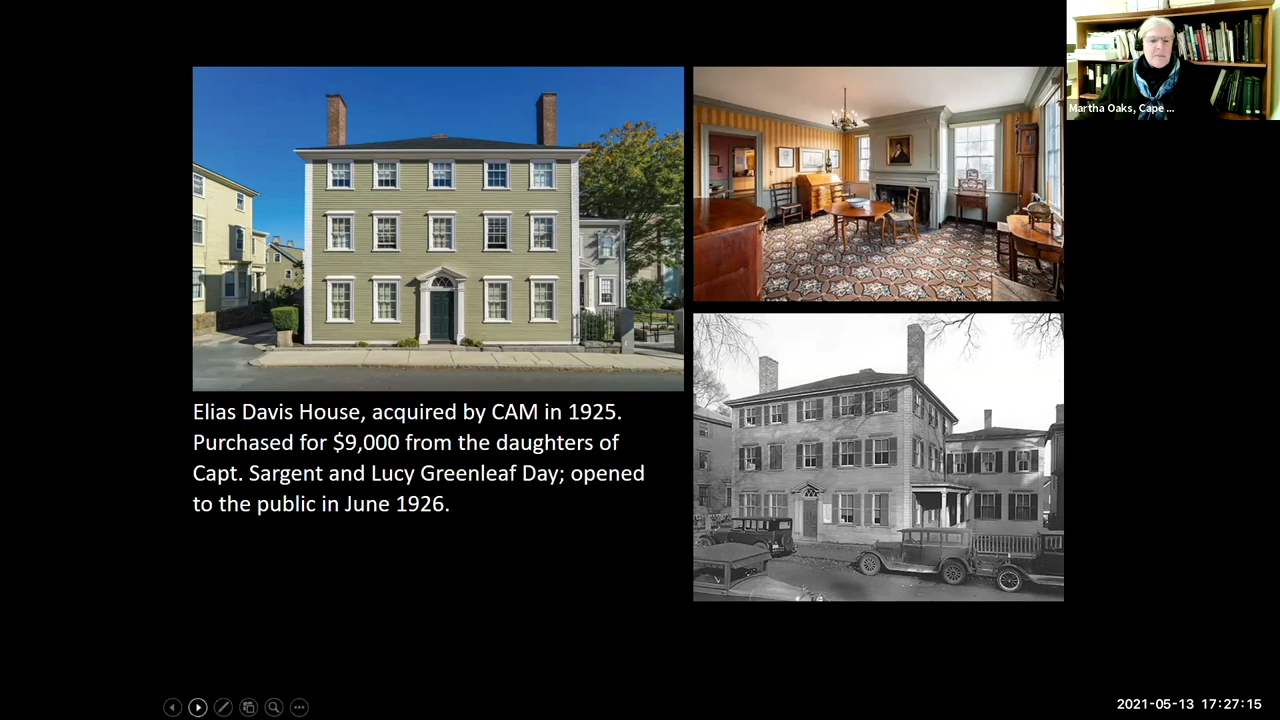 Martha Oaks, Cape ...
Elias Davis House, acquired by CAM in 1925.
Purchased for $9,000 from the daughters of
Capt. Sargent and Lucy Greenleaf Day; opened
to the public in June 1926.
2021-05-13 17:27:15